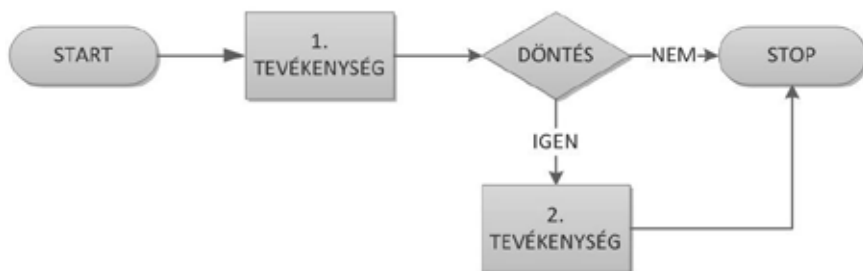 START
1.
TEVÉKENYSÉG
DÖNTÉS
NEM
STOP
IGEN
2.
TEVÉKENYSÉG